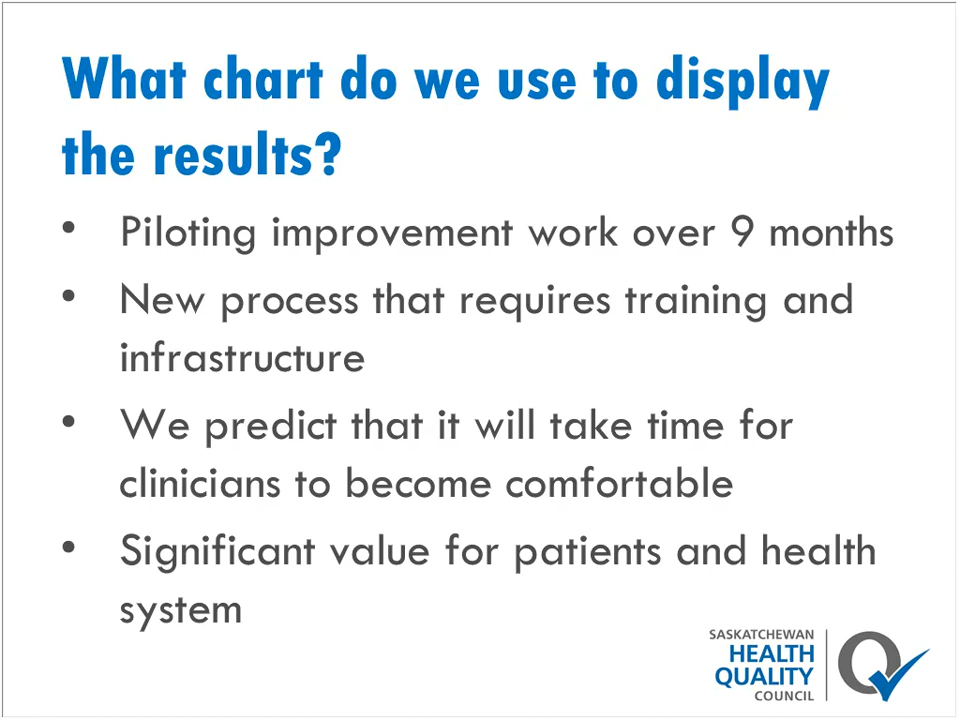 What chart do we use to display
the results?
• Piloting improvement work over 9 months
• New process that requires training and
infrastructure
• We predict that it will take time for
clinicians to become comfortable
• Significant value for patients and health
system
SASKATCHEWAN
HEALTH
QUALITY
COUNCIL